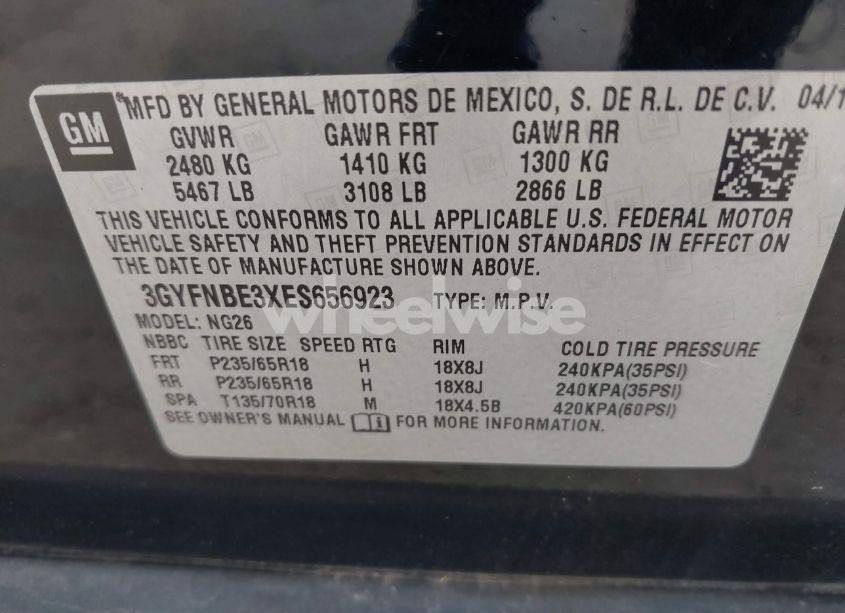 GM
MFD BY GENERAL MOTORS DE MEXICO, S. DE R.L. DE C.V. 04/1
GVWR GAWR FRT GAWR RR
2480 KG 1410 KG 1300 KG
5467 LB 3108 LB 2866 LB
THIS VEHICLE CONFORMS TO ALL APPLICABLE U.S. FEDERAL MOTOR
VEHICLE SAFETY AND THEFT PREVENTION STANDARDS IN EFFECT ON
THE DATE OF MANUFACTURE SHOWN ABOVE.
3GYFNBE3XES656923 TYPE: M.P.V.
wheelwise
MODEL: NG26
NBBC TIRE SIZE SPEED RTG RIM COLD TIRE PRESSURE
FRT P235/65R18 H 18X8J 240KPA(35PSI)
RR P235/65R18 H 18X8J 240KPA(35PSI)
SPA T135/70R18 M 18X4.5B 420KPA(60PSI)
SEE OWNER'S MANUAL FOR MORE INFORMATION.